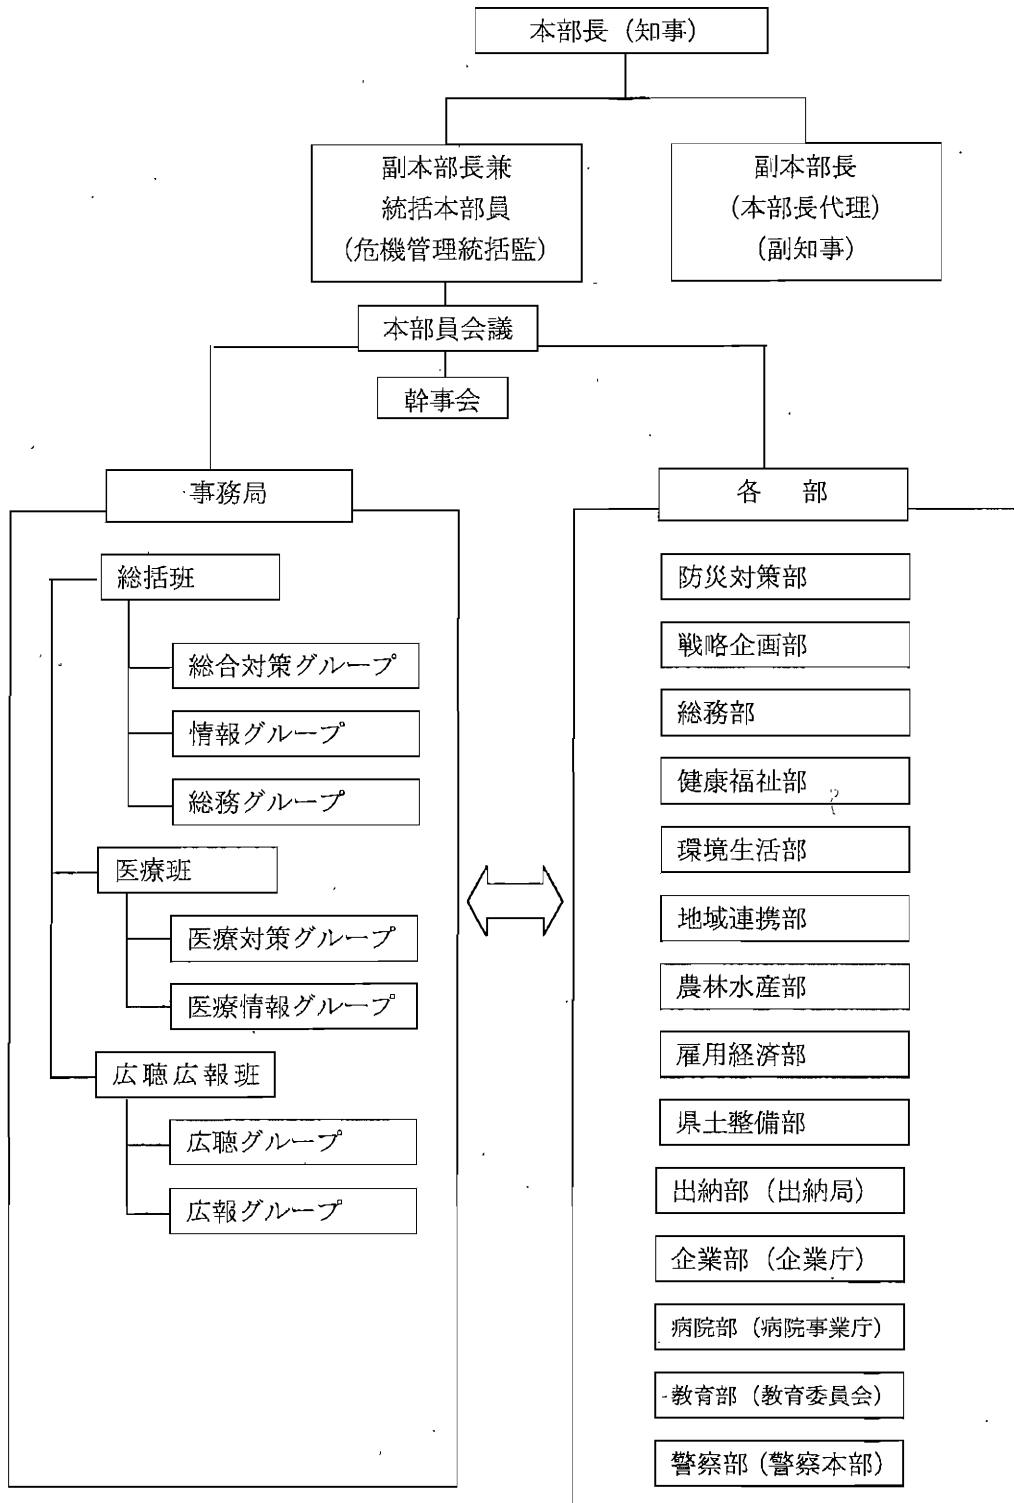 本部長（知事）
副本部長兼
統括本部員
（危機管理統括監）
副本部長
（本部長代理）
（副知事）
本部員会議
幹事会
事務局
総括班
総合対策グループ
情報グループ
総務グループ
医療班
医療対策グループ
医療情報グループ
広聴広報班
広聴グループ
広報グループ
各　部
防災対策部
戦略企画部
総務部
健康福祉部
環境生活部
地域連携部
農林水産部
雇用経済部
県土整備部
出納部（出納局）
企業部（企業庁）
病院部（病院事業庁）
教育部（教育委員会）
警察部（警察本部）